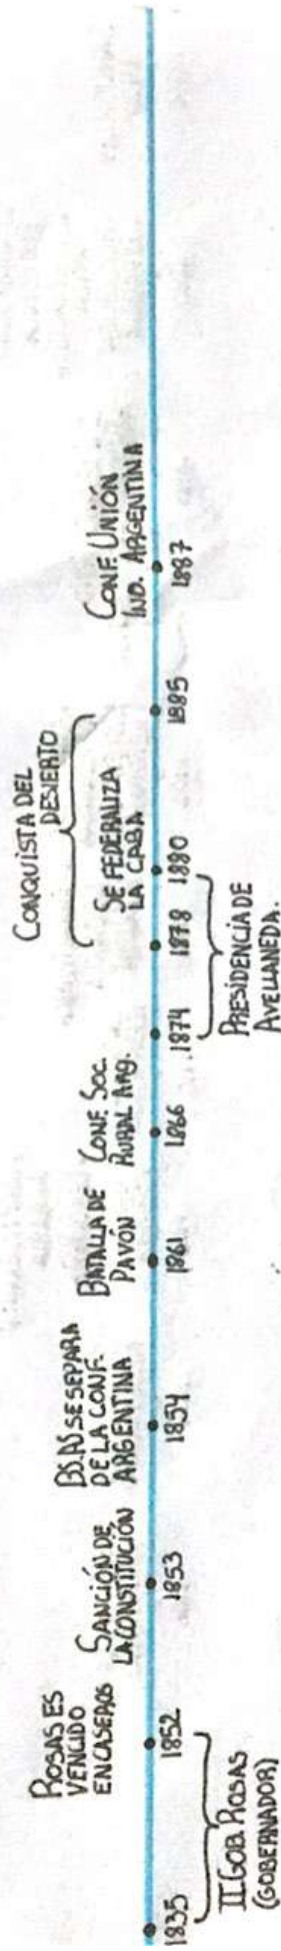 1835
II GOB. ROSAS
(GOBERNADOR)
ROSAS ES
VENCIDO
EN CASEROS
1852
SANCIÓN DE
LA CONSTITUCIÓN
1853
BS.AS SE SEPARA
DE LA CONF.
ARGENTINA
1854
BATALLA DE
PAVÓN
1861
CONF. SOC.
RURAL ARG.
1866
1874
PRESIDENCIA DE
AVELLANEDA.
CONQUISTA DEL
DESIERTO
1878
SE FEDERALIZA
LA CABA
1880
1885
CONF. UNIÓN
IND. ARGENTINA
1887